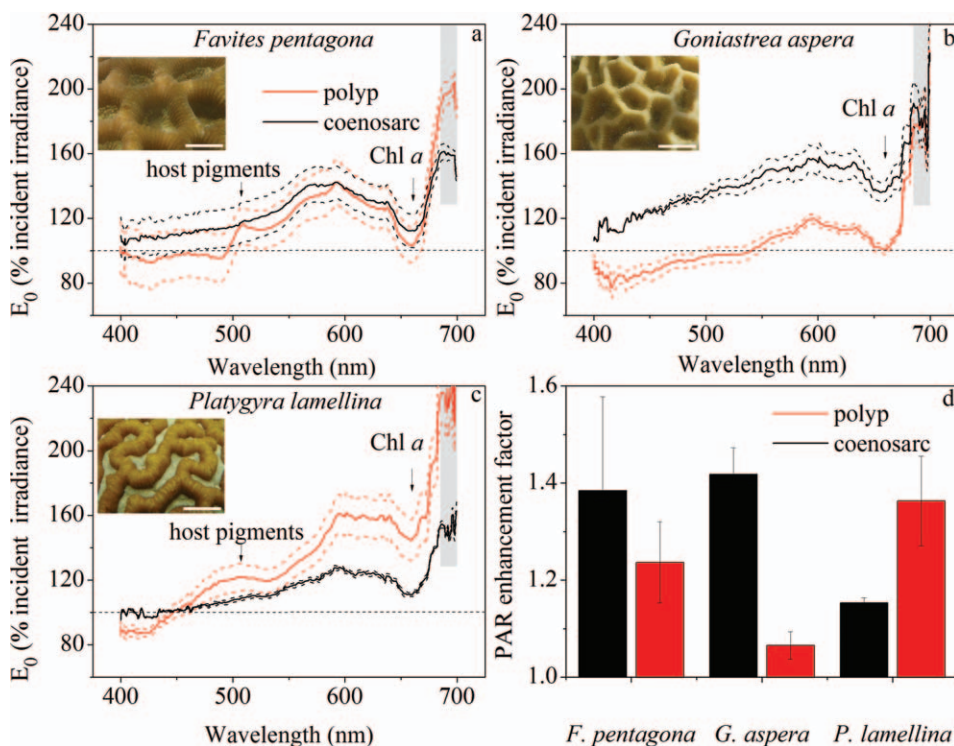 240
200
160
120
80
E₀ (% incident irradiance)
Favites pentagona
a
polyp
coenosarc
host pigments
Chl a
400
500
600
700
Wavelength (nm)
240
200
160
120
80
E₀ (% incident irradiance)
Goniastrea aspera
b
Chl a
400
500
600
700
Wavelength (nm)
240
200
160
120
80
E₀ (% incident irradiance)
Platygyra lamellina
c
Chl a
host pigments
400
500
600
700
Wavelength (nm)
1.6
1.4
1.2
1.0
PAR enhancement factor
d
polyp
coenosarc
F. pentagona
G. aspera
P. lamellina